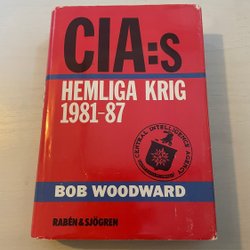 CIA:s
HEMLIGA KRIG
1981-87
CENTRAL INTELLIGENCE AGENCY
BOB WOODWARD
RABÉN & SJÖGREN